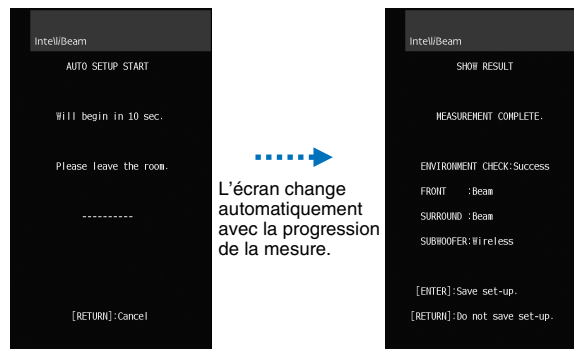 IntelliBeam
AUTO SETUP START
Will begin in 10 sec.
Please leave the room.
----------
[RETURN]:Cancel
L'écran change
automatiquement
avec la progression
de la mesure.
IntelliBeam
SHOW RESULT
MEASUREMENT COMPLETE.
ENVIRONMENT CHECK:Success
FRONT :Beam
SURROUND :Beam
SUBWOOFER:Wireless
[ENTER]:Save set-up.
[RETURN]:Do not save set-up.